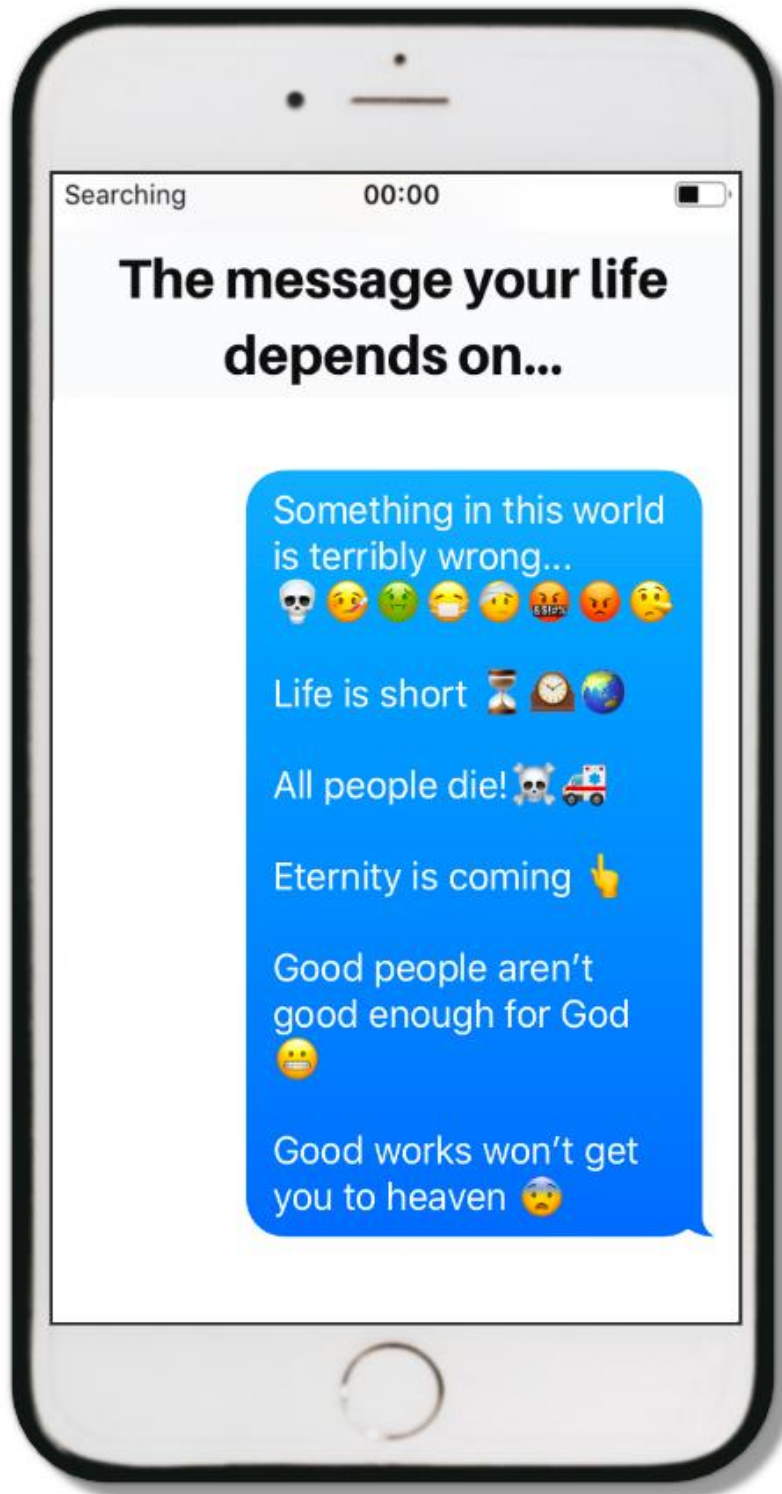 Searching 00:00
The message your life
depends on...
Something in this world
is terribly wrong...
💀🤒🤢😷🤕🤬😡🤥
Life is short ⏳🕰🌏
All people die!☠️🚑
Eternity is coming 👆
Good people aren’t
good enough for God
😬
Good works won’t get
you to heaven 😨